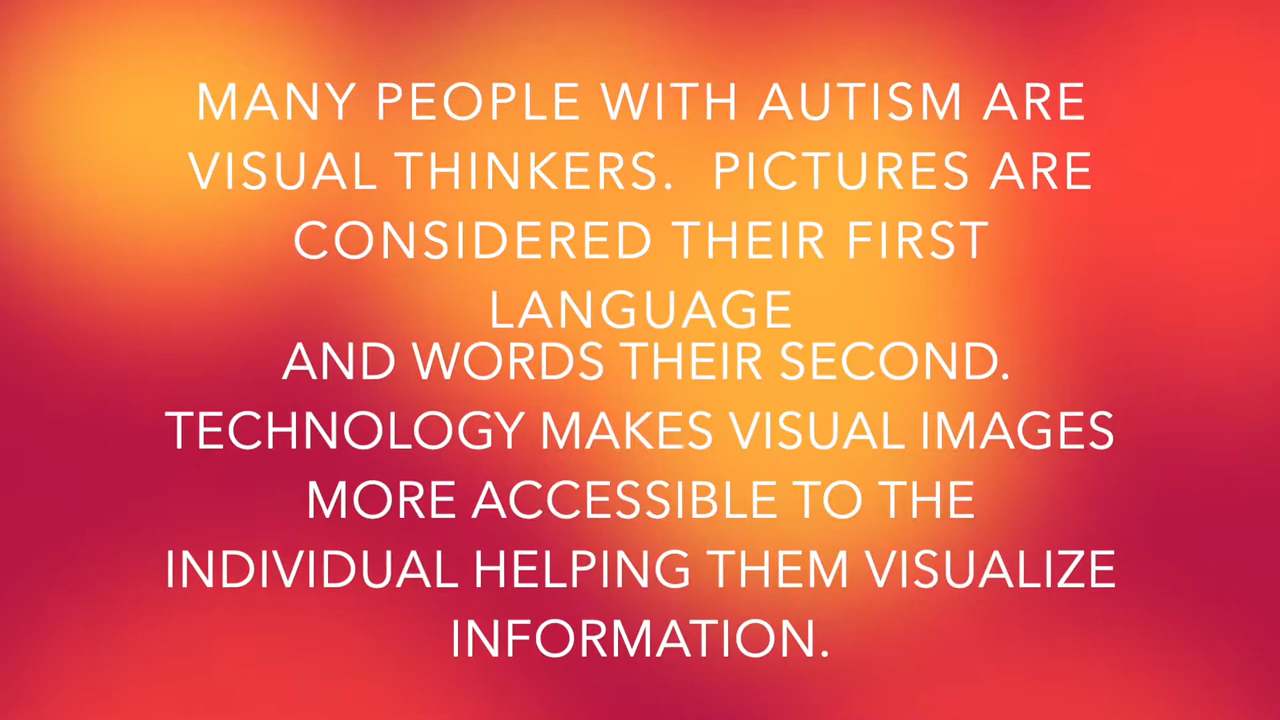 MANY PEOPLE WITH AUTISM ARE
VISUAL THINKERS.  PICTURES ARE
CONSIDERED THEIR FIRST
LANGUAGE
AND WORDS THEIR SECOND.
TECHNOLOGY MAKES VISUAL IMAGES
MORE ACCESSIBLE TO THE
INDIVIDUAL HELPING THEM VISUALIZE
INFORMATION.